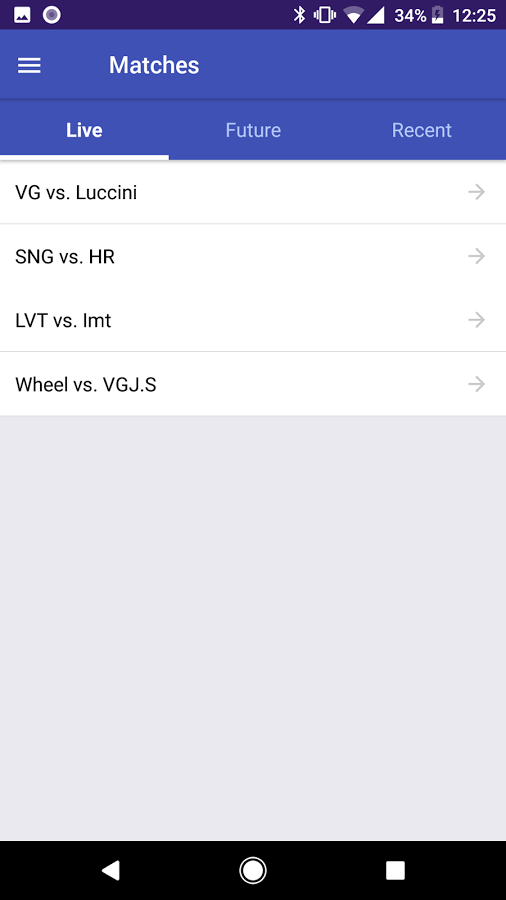 34% 12:25
Matches
Live Future Recent
VG vs. Luccini
SNG vs. HR
LVT vs. Imt
Wheel vs. VGJ.S